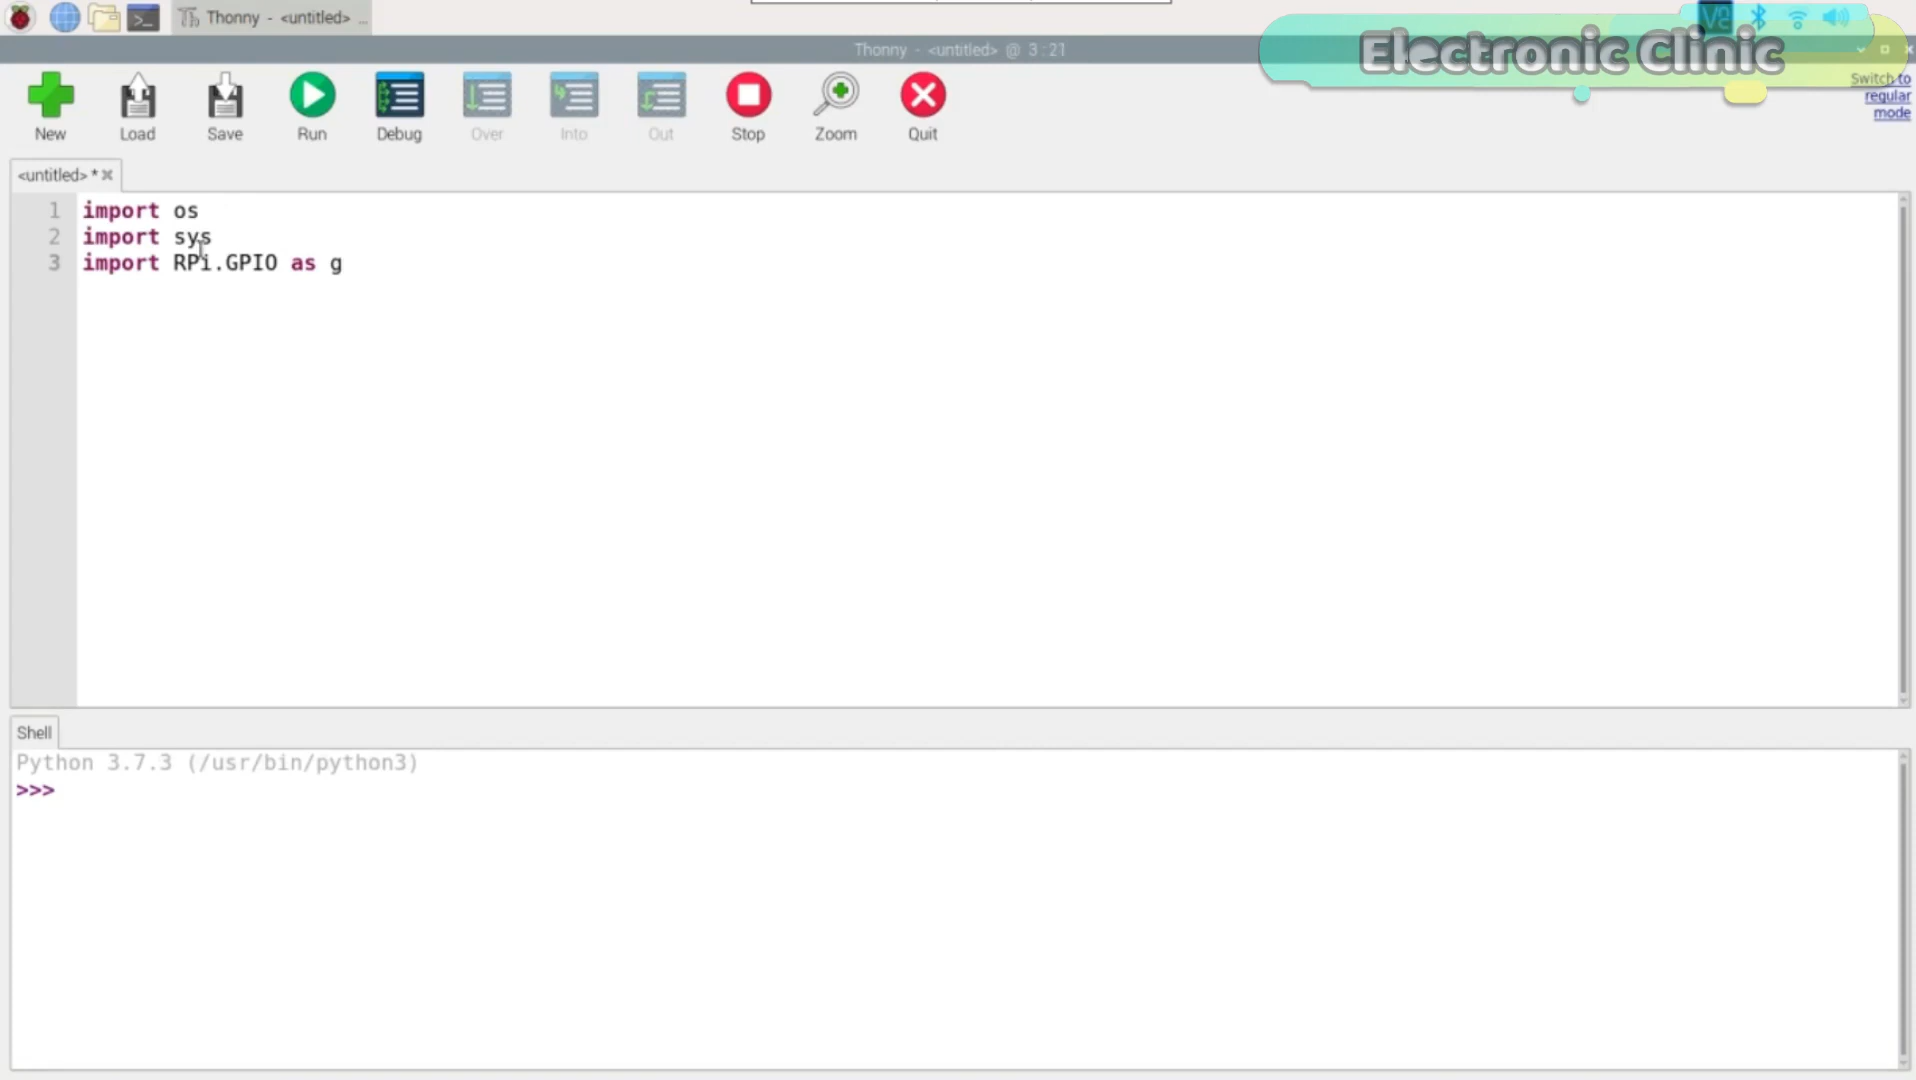 Thonny - <untitled> ...
Thonny - <untitled> @ 3:21
Electronic Clinic
Switch to
regular
mode
New
Load
Save
Run
Debug
Over
Into
Out
Stop
Zoom
Quit
<untitled> *
1 import os
2 import sys
3 import RPi.GPIO as g
Shell
Python 3.7.3 (/usr/bin/python3)
>>>